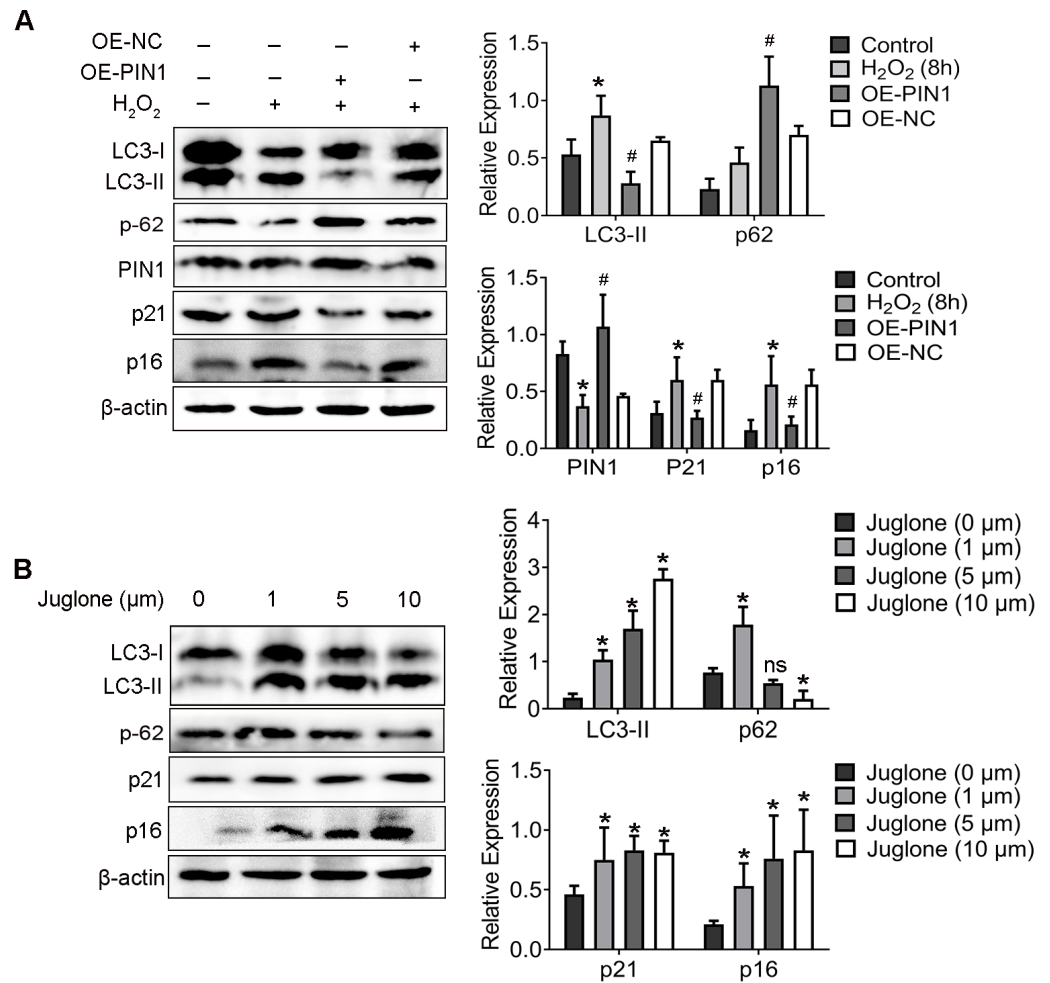 A
OE-NC – – – +
OE-PIN1 – – + –
H₂O₂ – + + +
LC3-I
LC3-II
p-62
PIN1
p21
p16
β-actin
Relative Expression
1.5
1.0
0.5
0.0
* # #
LC3-II p62
Control
H₂O₂ (8h)
OE-PIN1
OE-NC
Relative Expression
1.5
1.0
0.5
0.0
* # * # * #
PIN1 P21 p16
Control
H₂O₂ (8h)
OE-PIN1
OE-NC
B
Juglone (μm) 0 1 5 10
LC3-I
LC3-II
p-62
p21
p16
β-actin
Relative Expression
4
3
2
1
0
* * * * ns *
LC3-II p62
Juglone (0 μm)
Juglone (1 μm)
Juglone (5 μm)
Juglone (10 μm)
Relative Expression
1.5
1.0
0.5
0.0
* * * * * *
p21 p16
Juglone (0 μm)
Juglone (1 μm)
Juglone (5 μm)
Juglone (10 μm)